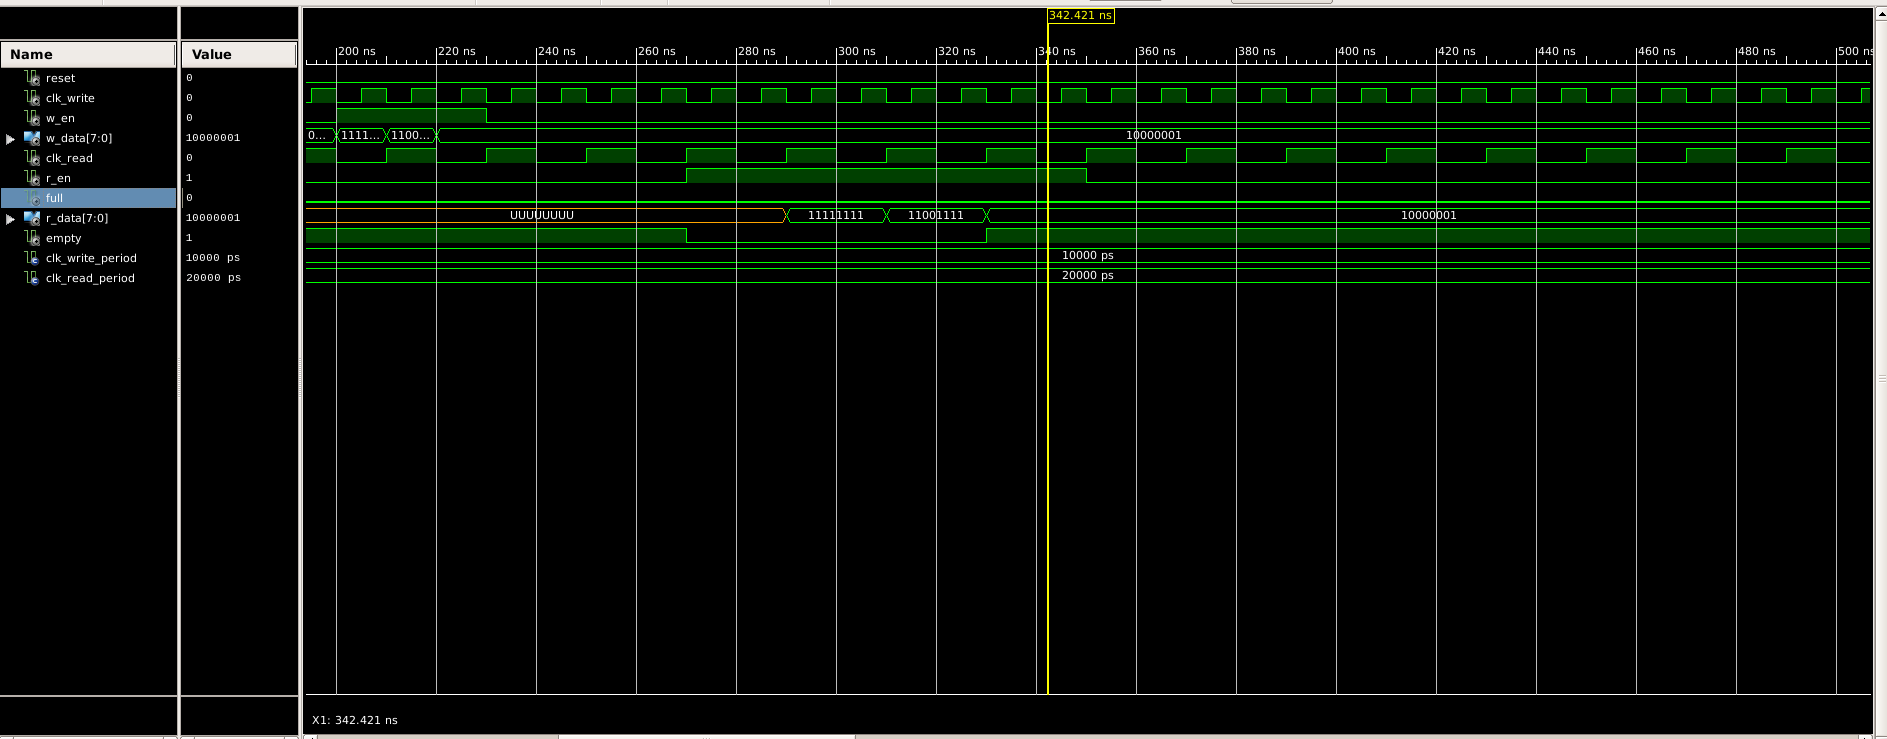 342.421 ns
Name Value 200 ns 220 ns 240 ns 260 ns 280 ns 300 ns 320 ns 340 ns 360 ns 380 ns 400 ns 420 ns 440 ns 460 ns 480 ns 500 ns
reset 0
clk_write 0
w_en 0
w_data[7:0] 10000001 0... 1111... 1100... 10000001
clk_read 0
r_en 1
full 0
r_data[7:0] 10000001 UUUUUUUU 11111111 11001111 10000001
empty 1
clk_write_period 10000 ps 10000 ps
clk_read_period 20000 ps 20000 ps
X1: 342.421 ns